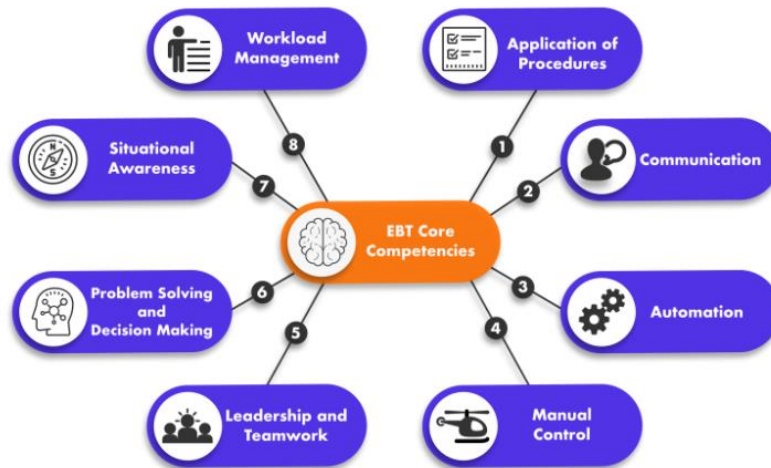 EBT Core
Competencies
1
Application of
Procedures
2
Communication
3
Automation
4
Manual
Control
5
Leadership and
Teamwork
6
Problem Solving
and
Decision Making
7
Situational
Awareness
N
S
8
Workload
Management